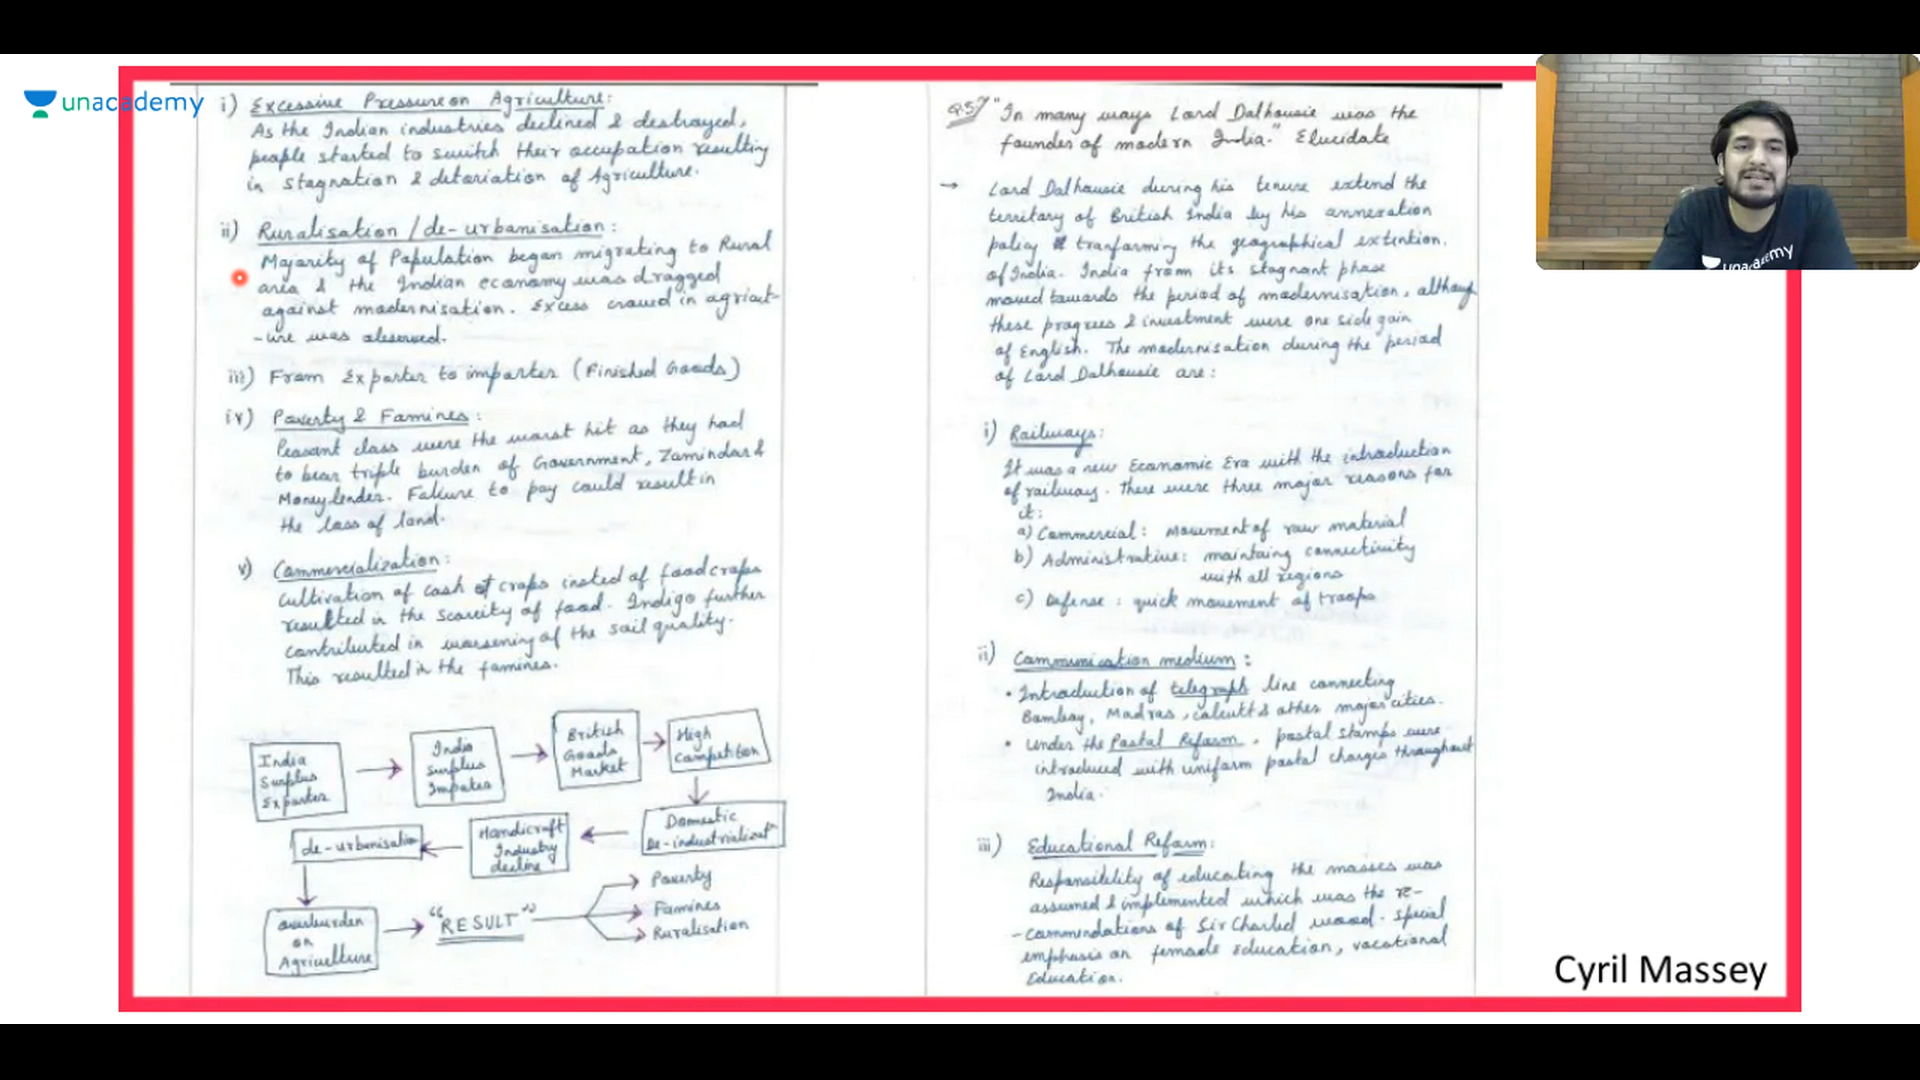 unacademy
i) Excessive Pressure on Agriculture:
As the Indian industries declined & destrayed,
people started to switch their occupation resulting
in stagnation & detariation of Agriculture.
ii) Ruralisation / de-urbanisation:
Majority of Population began migrating to Rural
area & the Indian economy was dragged
against modernisation. Excess crowd in agricult-
-ure was observed.
iii) From Exporter to importer (Finished Goods)
iv) Poverty & Famines:
Peasant class were the worst hit as they had
to bear triple burden of Government, Zamindar &
Moneylender. Failure to pay could result in
the loss of land.
v) Commercialization:
Cultivation of cash crops insted of food crops
resulted in the scarcity of food. Indigo further
contributed in worsening of the soil quality.
This resulted in the famines.
India Surplus Exporter
India Surplus Impoter
British Goods Market
High Competition
Domestic De-industrialisatn
Handicraft Industry decline
de-urbanisation
overburden on Agriculture
"RESULT"
Poverty
Famines
Ruralisation
Q.5) "In many ways Lord Dalhousie was the
founder of modern India." Elucidate
→ Lord Dalhousie during his tenure extend the
territory of British India by his annexation
policy tranfarming the geographical extention.
of India. India from its stagnant phase
moved towards the period of modernisation, although
these progress & investment were one side gain
of English. The modernisation during the period
of Lord Dalhousie are:
i) Railways:
It was a new Economic Era with the introduction
of railway. There were three major reasons for
it:
a) Commercial: Movement of raw material
b) Administrative: maintaing connectivity
with all regions
c) Defense: quick movement of troops
ii) Communication medium:
• Introduction of telegraph line connecting
Bombay, Madras, Calcutt & other major cities.
• Under the Postal Reform, postal stamps were
introduced with uniform postal charges throughout
India.
iii) Educational Reform:
Responsibility of educating the masses was
assumed & implemented which was the re-
-commendations of Sir Charled wood. special
emphasis on female education, vocational
Education.
unacademy
Cyril Massey